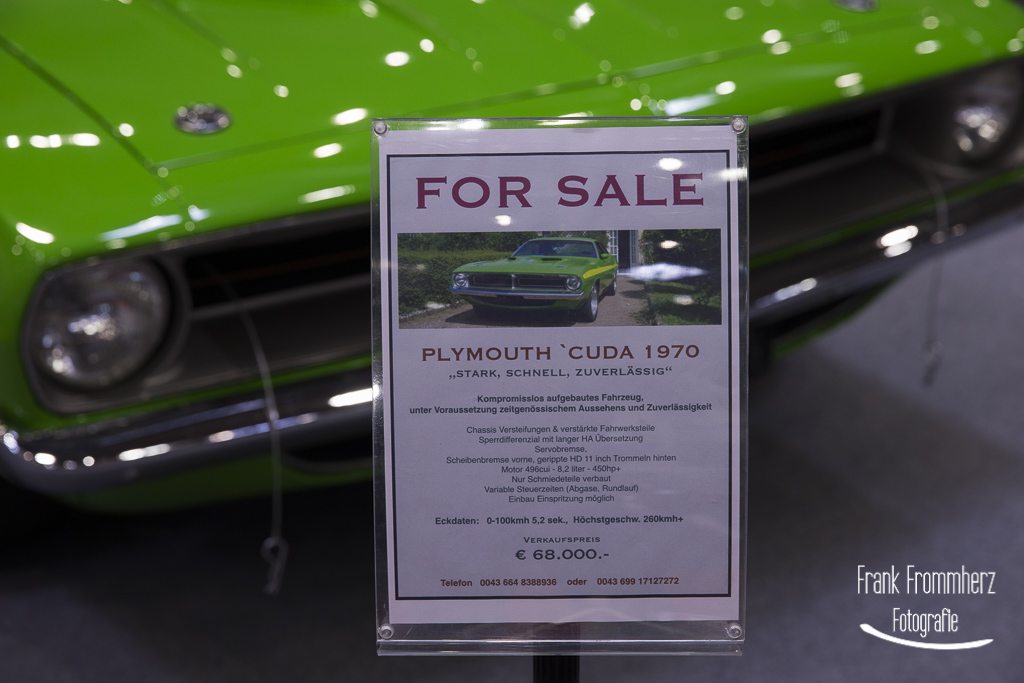 FOR SALE
PLYMOUTH `CUDA 1970
„STARK, SCHNELL, ZUVERLÄSSIG“
Kompromisslos aufgebautes Fahrzeug,
unter Voraussetzung zeitgenössischem Aussehens und Zuverlässigkeit
Chassis Versteifungen & verstärkte Fahrwerksteile
Sperrdifferenzial mit langer HA Übersetzung
Servobremse,
Scheibenbremse vorne, gerippte HD 11 inch Trommeln hinten
Motor 496cui - 8,2 liter - 450hp+
Nur Schmiedeteile verbaut
Variable Steuerzeiten (Abgase, Rundlauf)
Einbau Einspritzung möglich
Eckdaten: 0-100kmh 5,2 sek., Höchstgeschw. 260kmh+
VERKAUFSPREIS
€ 68.000.-
Telefon 0043 664 8388936 oder 0043 699 17127272
Frank Frommherz
Fotografie